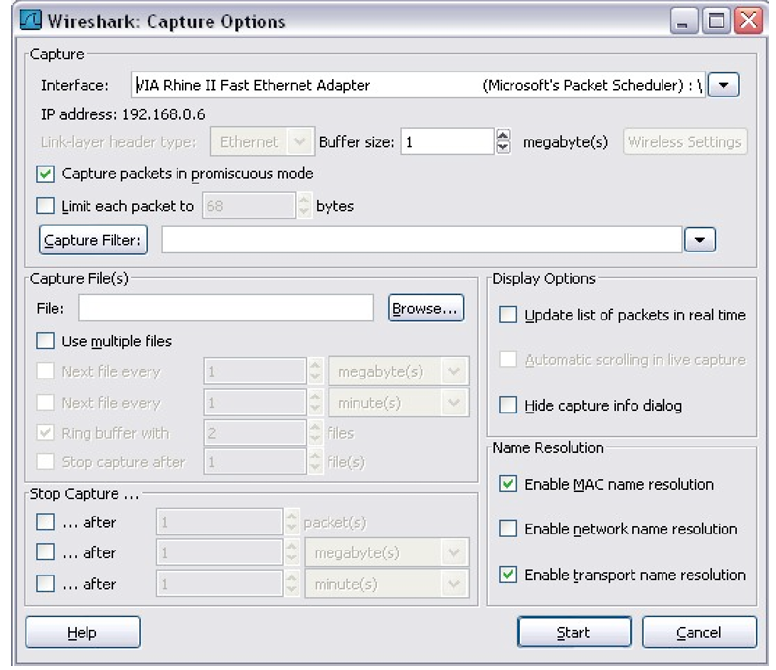 Wireshark: Capture Options
Capture
Interface: VIA Rhine II Fast Ethernet Adapter (Microsoft's Packet Scheduler) : \
IP address: 192.168.0.6
Link-layer header type: Ethernet Buffer size: 1 megabyte(s) Wireless Settings
Capture packets in promiscuous mode
Limit each packet to 68 bytes
Capture Filter:
Capture File(s)
File: Browse...
Use multiple files
Next file every 1 megabyte(s)
Next file every 1 minute(s)
Ring buffer with 2 files
Stop capture after 1 file(s)
Stop Capture ...
... after 1 packet(s)
... after 1 megabyte(s)
... after 1 minute(s)
Display Options
Update list of packets in real time
Automatic scrolling in live capture
Hide capture info dialog
Name Resolution
Enable MAC name resolution
Enable network name resolution
Enable transport name resolution
Help Start Cancel